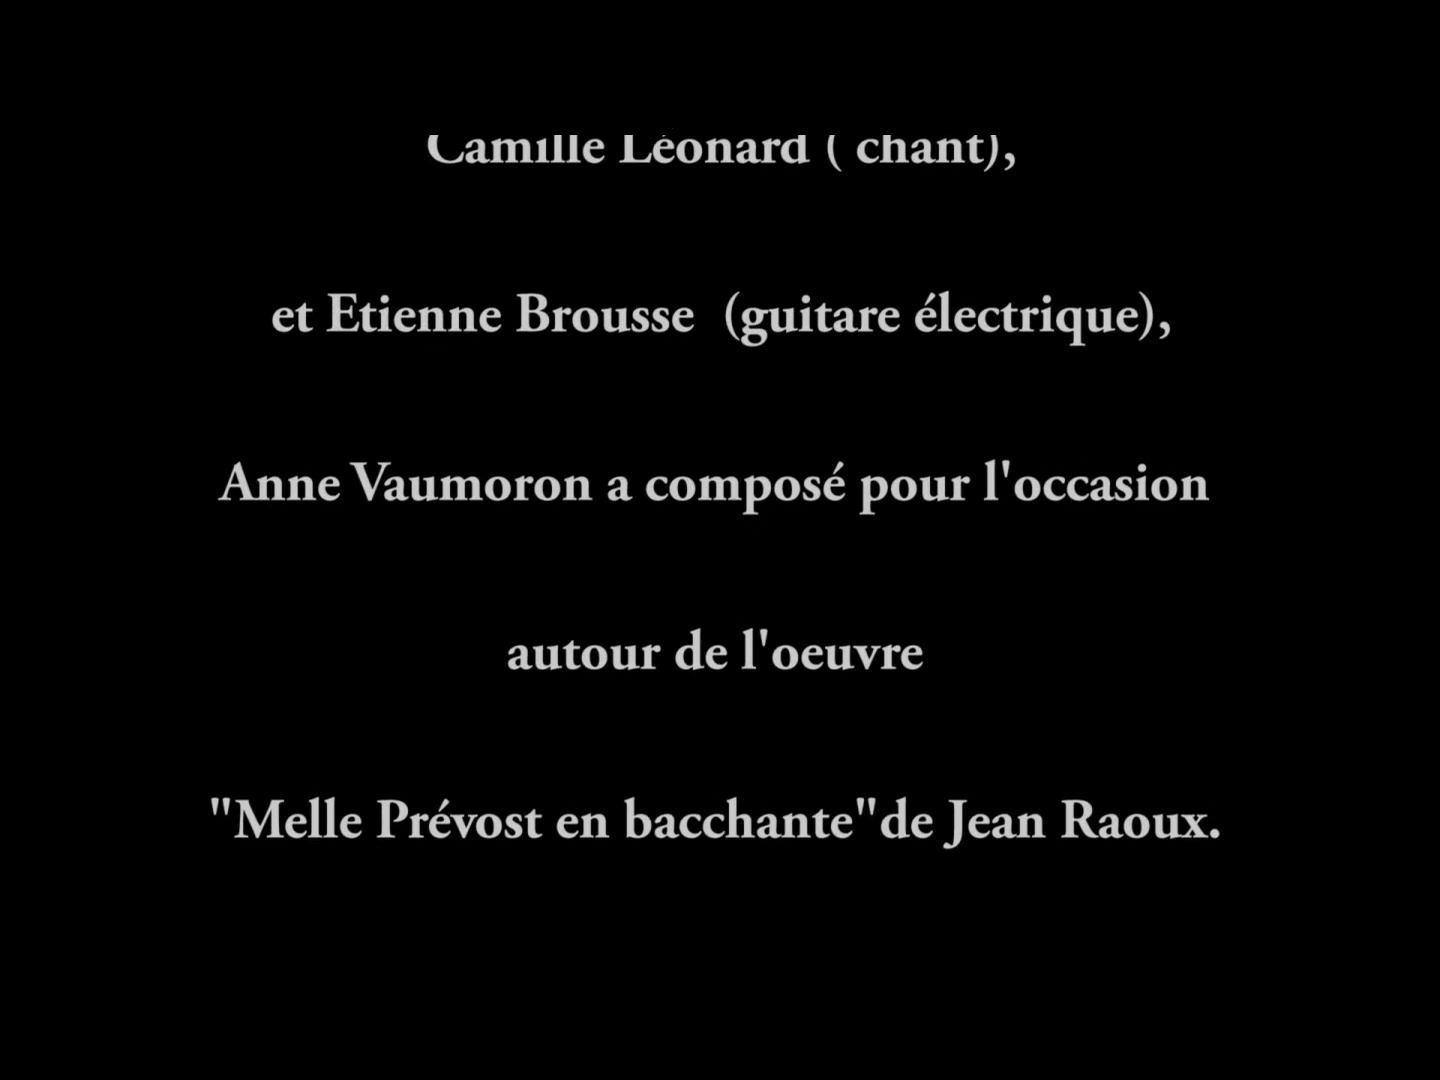 Camille Léonard ( chant),
et Etienne Brousse  (guitare électrique),
Anne Vaumoron a composé pour l'occasion
autour de l'oeuvre
"Melle Prévost en bacchante"de Jean Raoux.